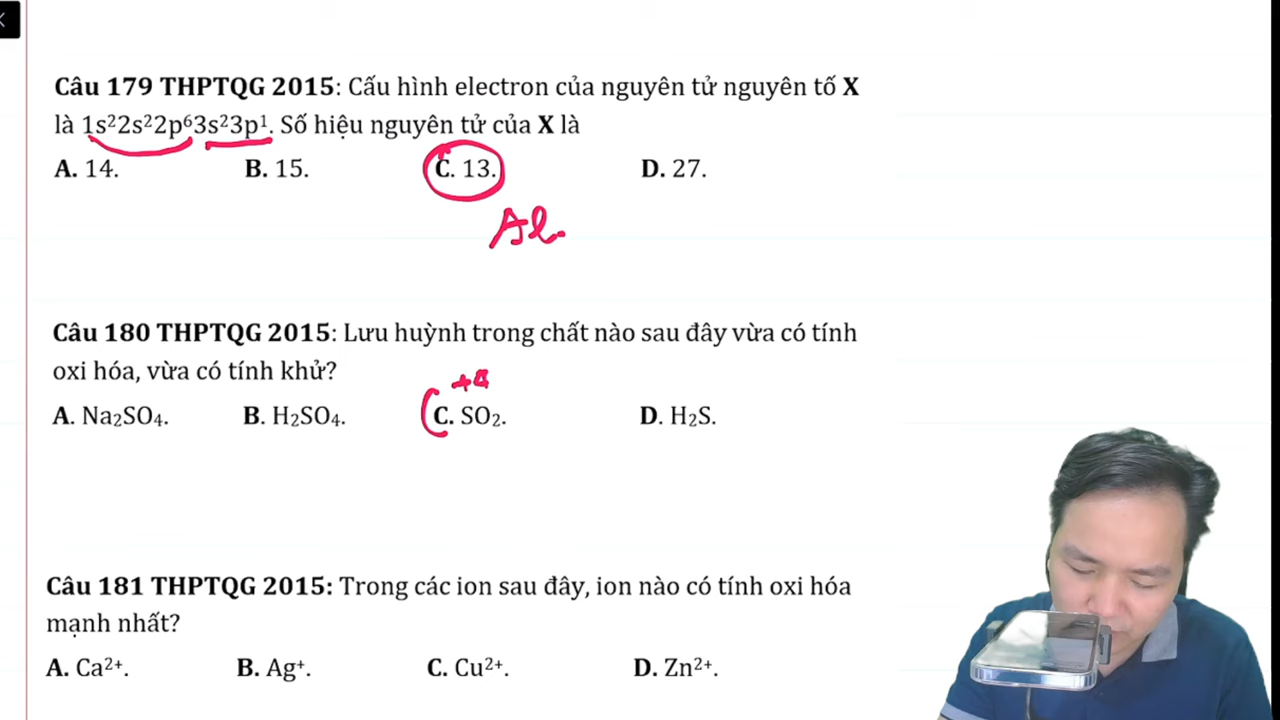 Câu 179 THPTQG 2015: Cấu hình electron của nguyên tử nguyên tố X
là 1s²2s²2p⁶3s²3p¹. Số hiệu nguyên tử của X là
A. 14. B. 15. C. 13. D. 27.
Al
Câu 180 THPTQG 2015: Lưu huỳnh trong chất nào sau đây vừa có tính
oxi hóa, vừa có tính khử?
+4
A. Na₂SO₄. B. H₂SO₄. C. SO₂. D. H₂S.
Câu 181 THPTQG 2015: Trong các ion sau đây, ion nào có tính oxi hóa
mạnh nhất?
A. Ca²⁺. B. Ag⁺. C. Cu²⁺. D. Zn²⁺.